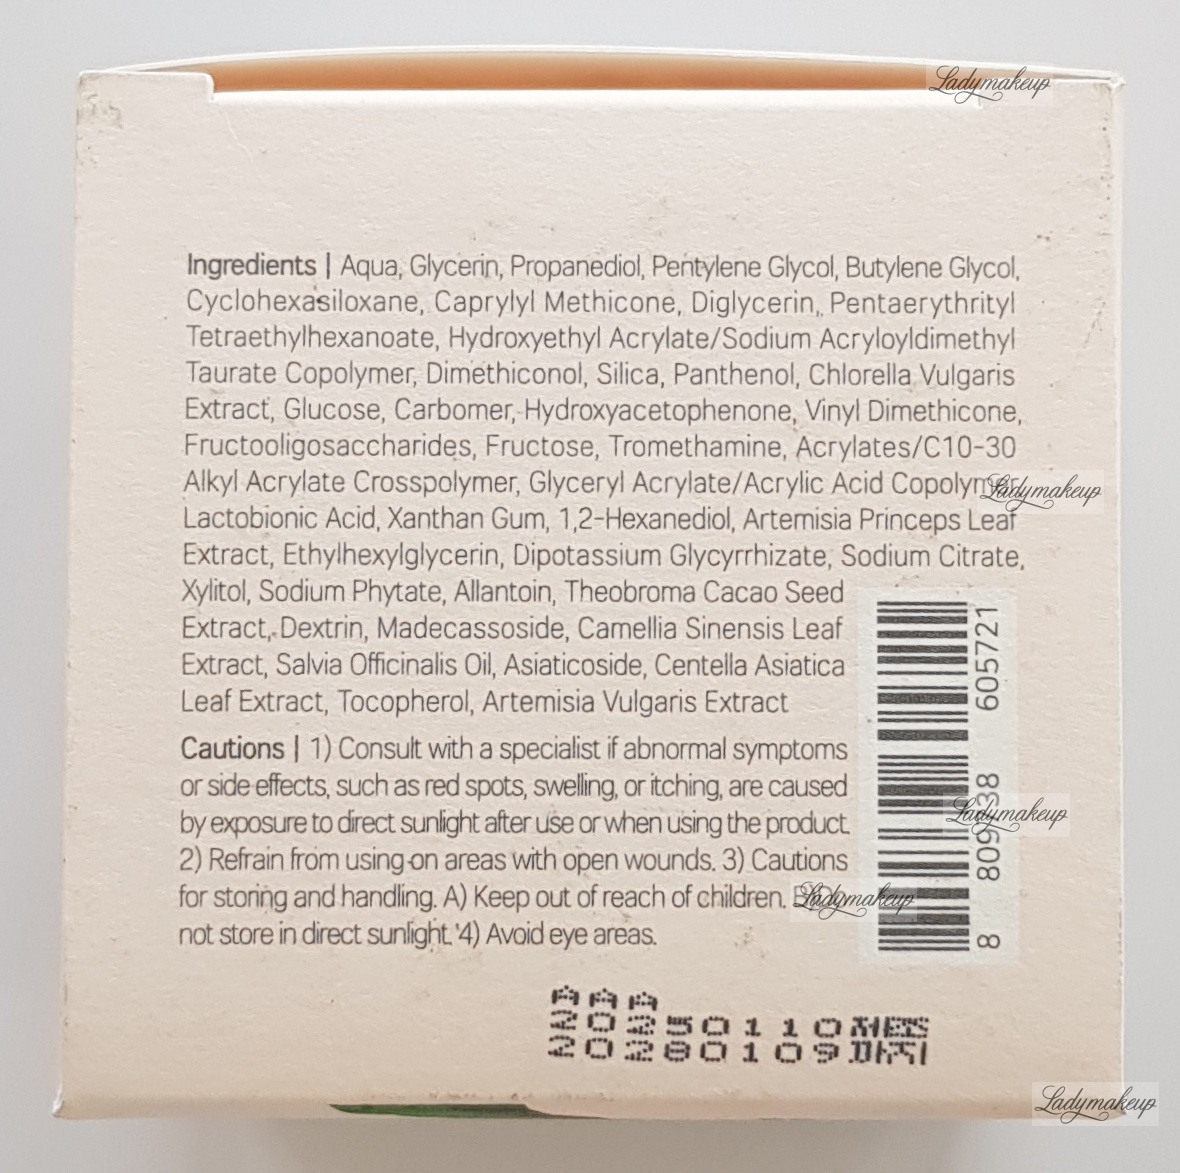 Ladymakeup
Ingredients | Aqua, Glycerin, Propanediol, Pentylene Glycol, Butylene Glycol,
Cyclohexasiloxane, Caprylyl Methicone, Diglycerin, Pentaerythrityl
Tetraethylhexanoate, Hydroxyethyl Acrylate/Sodium Acryloyldimethyl
Taurate Copolymer, Dimethiconol, Silica, Panthenol, Chlorella Vulgaris
Extract, Glucose, Carbomer, Hydroxyacetophenone, Vinyl Dimethicone,
Fructooligosaccharides, Fructose, Tromethamine, Acrylates/C10-30
Alkyl Acrylate Crosspolymer, Glyceryl Acrylate/Acrylic Acid Copolymer,
Ladymakeup
Lactobionic Acid, Xanthan Gum, 1,2-Hexanediol, Artemisia Princeps Leaf
Extract, Ethylhexylglycerin, Dipotassium Glycyrrhizate, Sodium Citrate,
Xylitol, Sodium Phytate, Allantoin, Theobroma Cacao Seed
Extract, Dextrin, Madecassoside, Camellia Sinensis Leaf
Extract, Salvia Officinalis Oil, Asiaticoside, Centella Asiatica
Leaf Extract, Tocopherol, Artemisia Vulgaris Extract
Cautions | 1) Consult with a specialist if abnormal symptoms
or side effects, such as red spots, swelling, or itching, are caused
by exposure to direct sunlight after use or when using the product.
2) Refrain from using on areas with open wounds. 3) Cautions
for storing and handling. A) Keep out of reach of children.
not store in direct sunlight. 4) Avoid eye areas.
605721
Ladymakeup
Ladymakeup
AAA
20250110 제조
20280109 까지
Ladymakeup